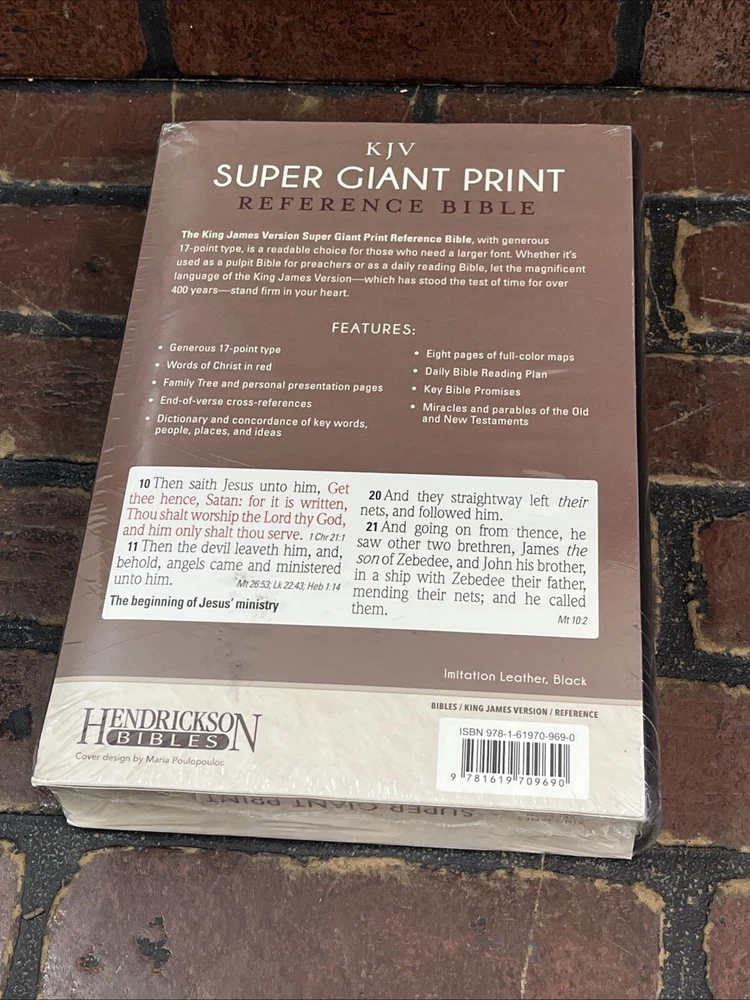 KJV
SUPER GIANT PRINT
REFERENCE BIBLE
The King James Version Super Giant Print Reference Bible, with generous
17-point type, is a readable choice for those who need a larger font. Whether it's
used as a pulpit Bible for preachers or as a daily reading Bible, let the magnificent
language of the King James Version—which has stood the test of time for over
400 years—stand firm in your heart.
FEATURES:
• Generous 17-point type
• Words of Christ in red
• Family Tree and personal presentation pages
• End-of-verse cross-references
• Dictionary and concordance of key words,
people, places, and ideas
• Eight pages of full-color maps
• Daily Bible Reading Plan
• Key Bible Promises
• Miracles and parables of the Old
and New Testaments
10 Then saith Jesus unto him, Get
thee hence, Satan: for it is written,
Thou shalt worship the Lord thy God,
and him only shalt thou serve. 1 Chr 21:1
11 Then the devil leaveth him, and,
behold, angels came and ministered
unto him. Mt 26:53; Lk 22:43; Heb 1:14
The beginning of Jesus' ministry
20 And they straightway left their
nets, and followed him.
21 And going on from thence, he
saw other two brethren, James the
son of Zebedee, and John his brother,
in a ship with Zebedee their father,
mending their nets; and he called
them. Mt 10:2
Imitation Leather, Black
HENDRICKSON
BIBLES
Cover design by Maria Poulopoulos
BIBLES / KING JAMES VERSION / REFERENCE
ISBN 978-1-61970-969-0
9 781619 709690
SUPER GIANT PRINT